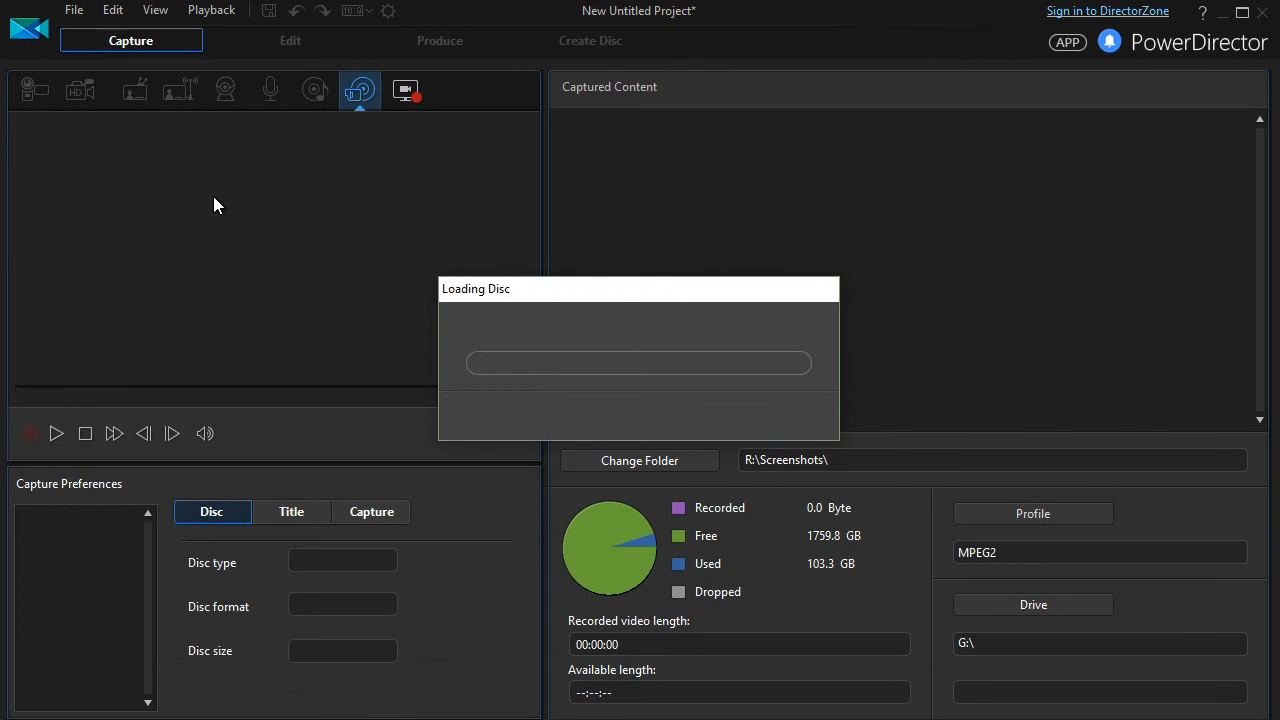 File Edit View Playback 16:9 New Untitled Project* Sign in to DirectorZone ?
Capture Edit Produce Create Disc APP PowerDirector
HD
Captured Content
Loading Disc
Change Folder R:\Screenshots\
Capture Preferences
Disc Title Capture
Disc type
Disc format
Disc size
Recorded 0.0 Byte
Free 1759.8 GB
Used 103.3 GB
Dropped
Recorded video length:
00:00:00
Available length:
--:--:--
Profile
MPEG2
Drive
G:\